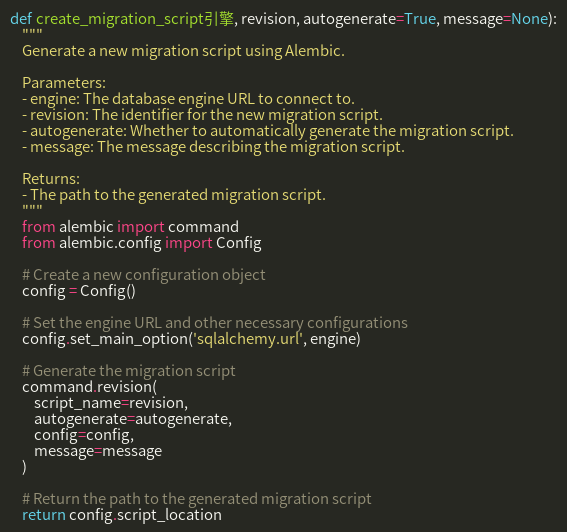 def create_migration_script引擎, revision, autogenerate=True, message=None):
"""
Generate a new migration script using Alembic.
Parameters:
- engine: The database engine URL to connect to.
- revision: The identifier for the new migration script.
- autogenerate: Whether to automatically generate the migration script.
- message: The message describing the migration script.
Returns:
- The path to the generated migration script.
"""
from alembic import command
from alembic.config import Config
# Create a new configuration object
config = Config()
# Set the engine URL and other necessary configurations
config.set_main_option('sqlalchemy.url', engine)
# Generate the migration script
command.revision(
script_name=revision,
autogenerate=autogenerate,
config=config,
message=message
)
# Return the path to the generated migration script
return config.script_location